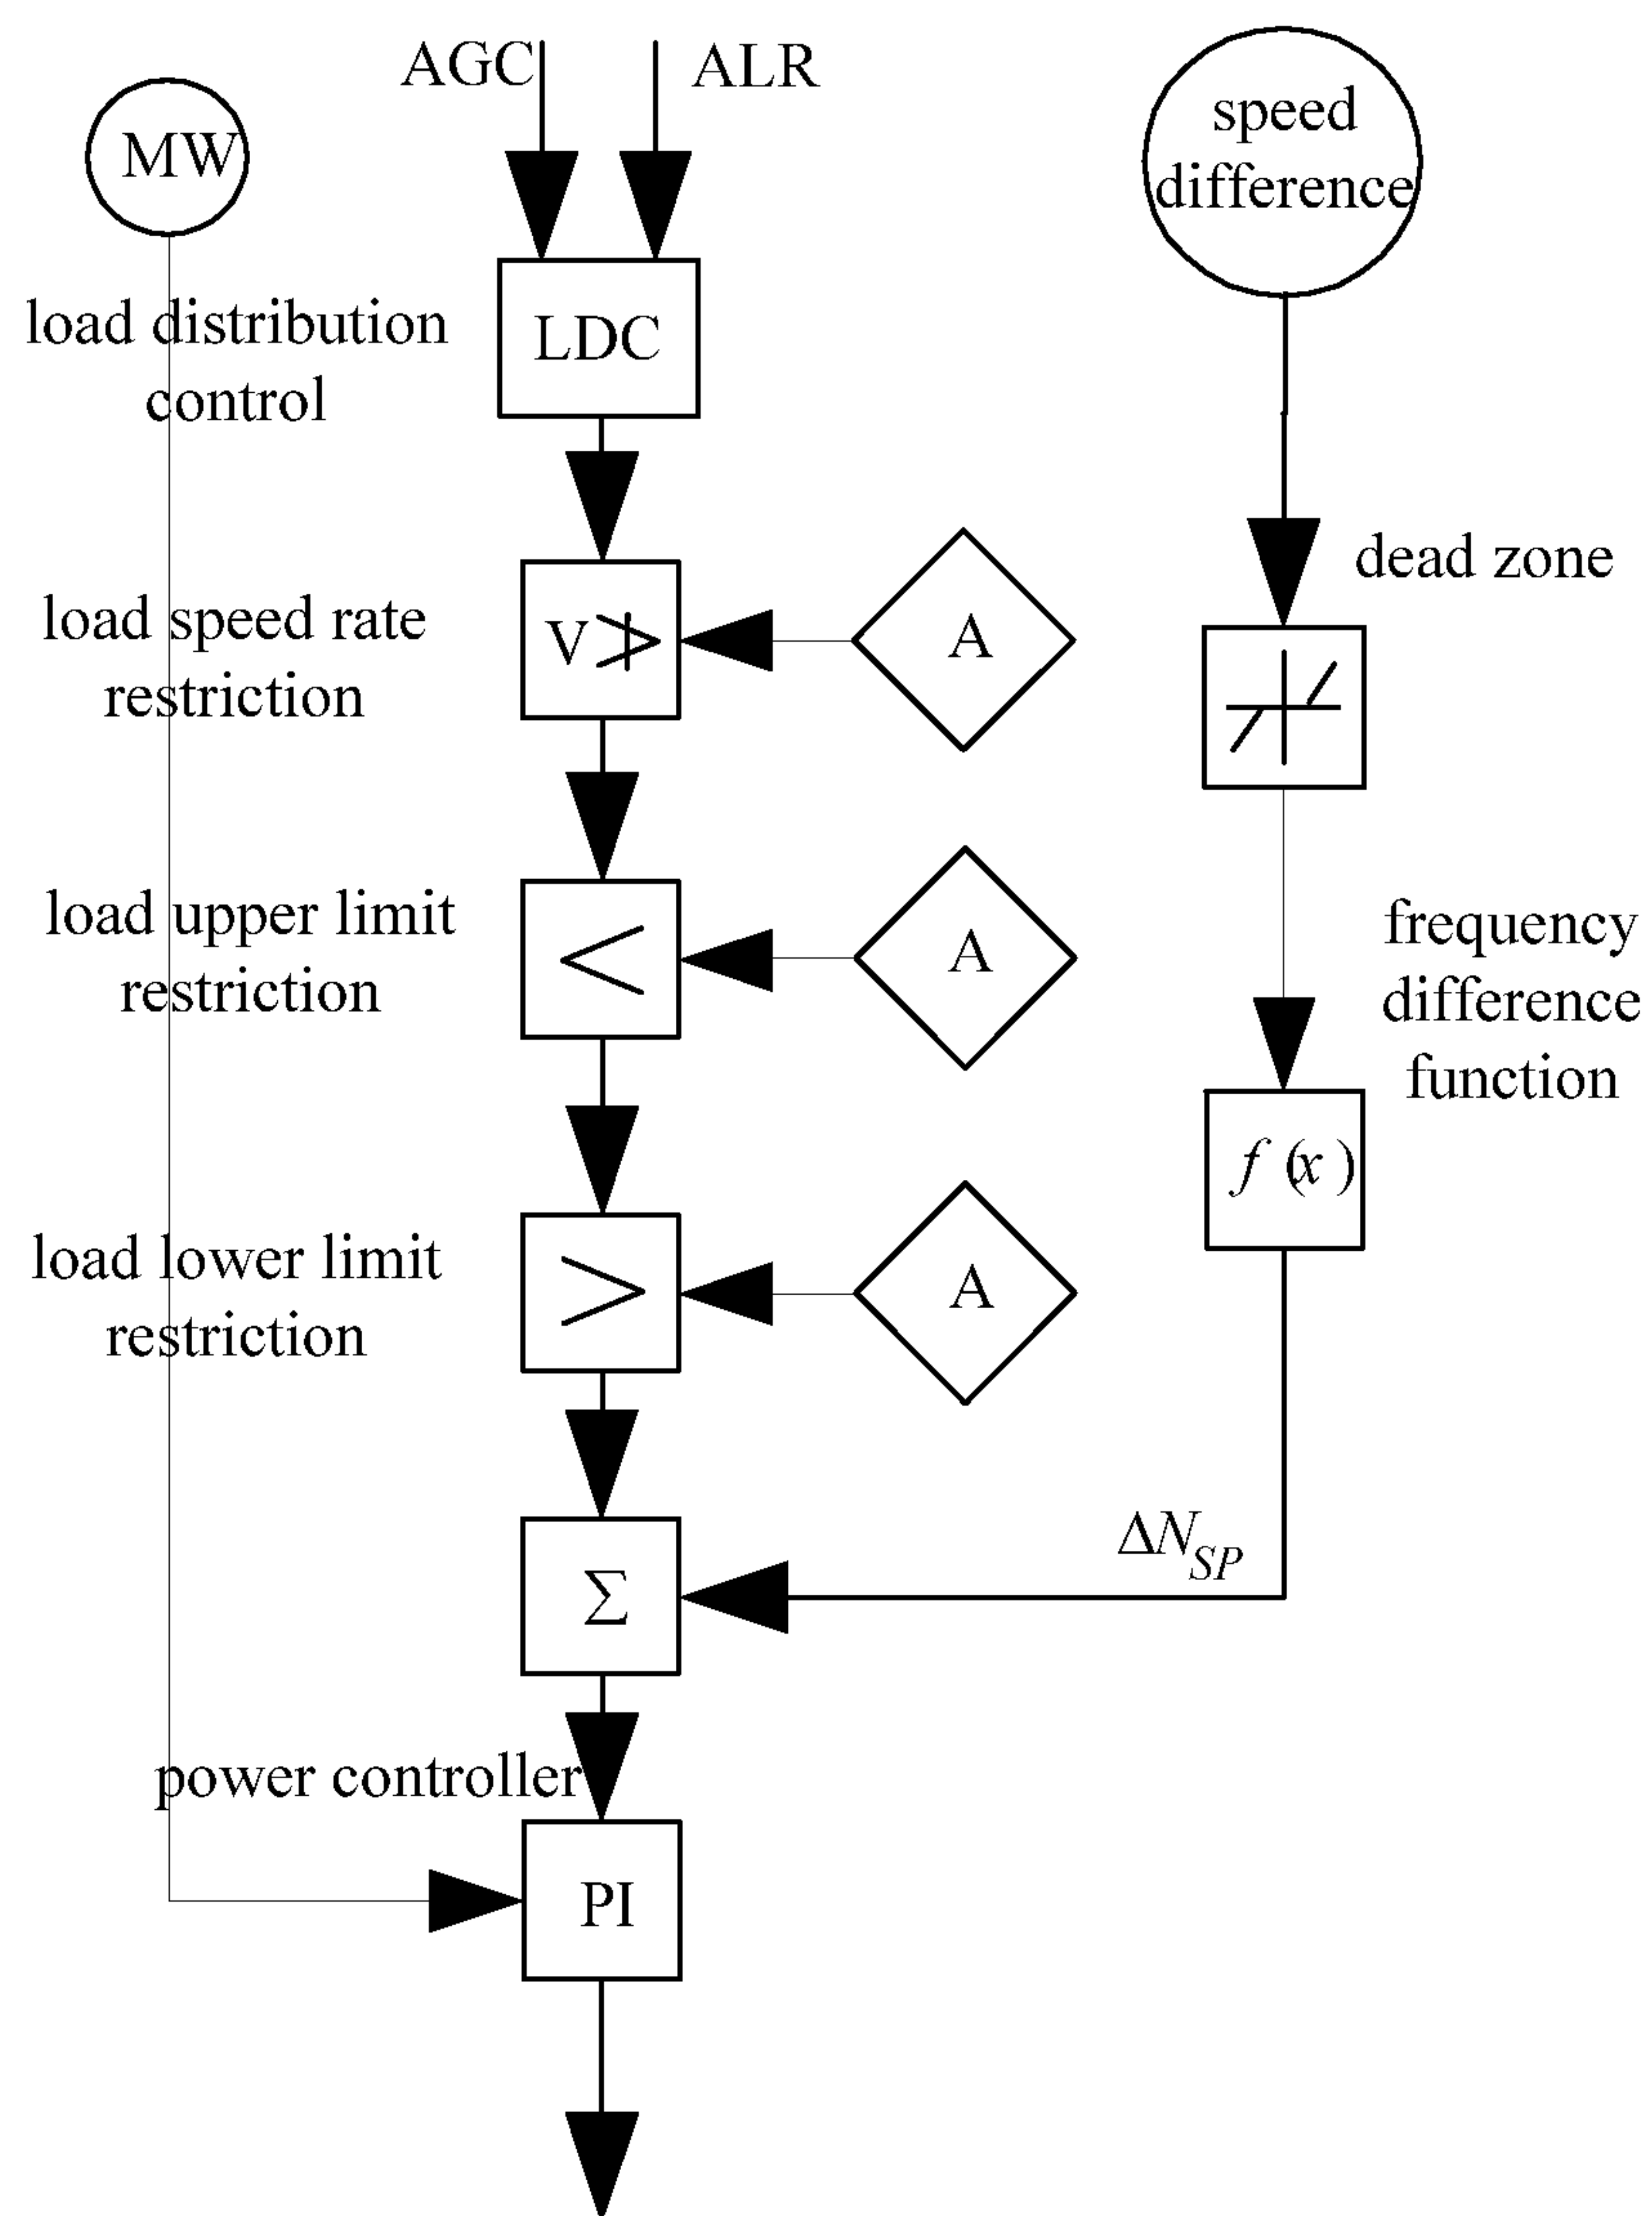 AGC
ALR
MW
speed
difference
load distribution
control
LDC
dead zone
load speed rate
restriction
V≯
A
load upper limit
restriction
<
A
frequency
difference
function
f (x)
load lower limit
restriction
>
A
ΔN_SP
Σ
power controller
PI